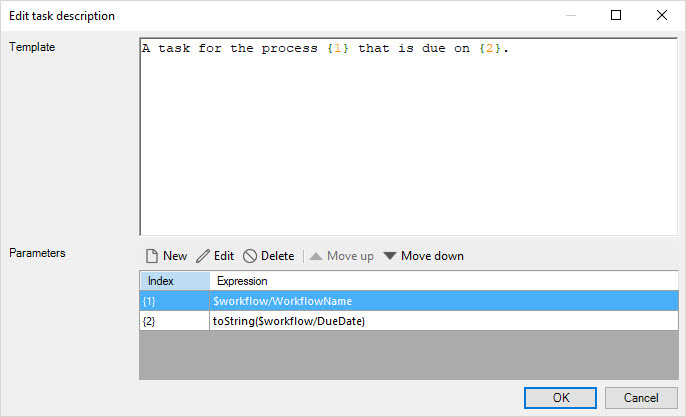 Edit task description
Template
A task for the process {1} that is due on {2}.
Parameters
New Edit Delete Move up Move down
Index Expression
{1} $workflow/WorkflowName
{2} toString($workflow/DueDate)
OK Cancel